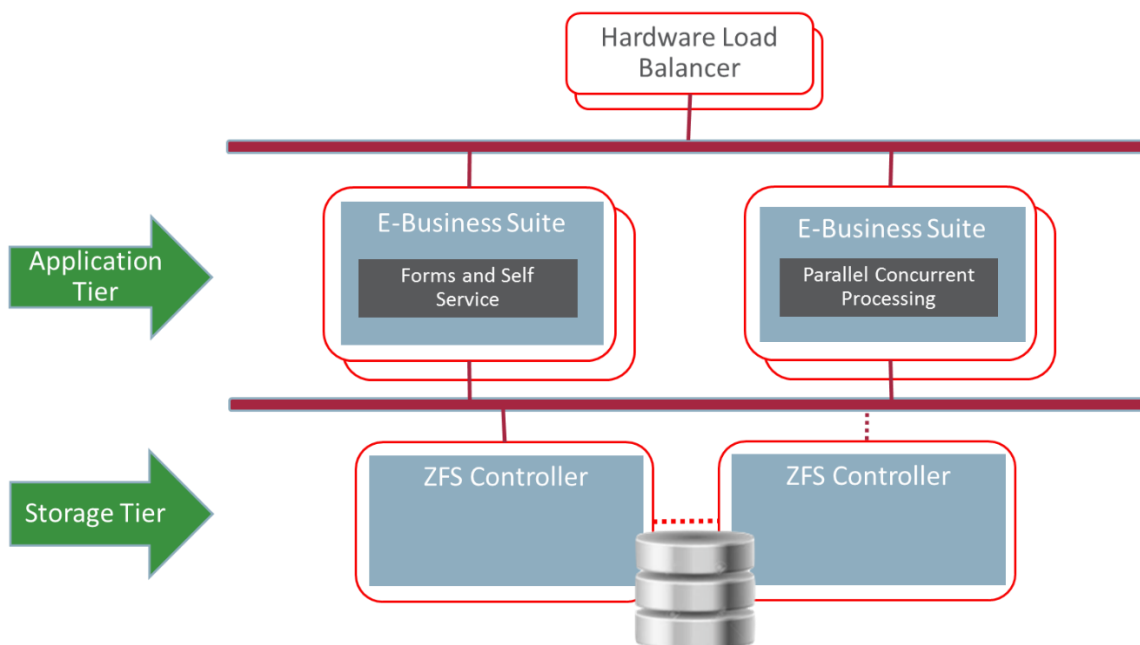 Hardware Load
Balancer
Application
Tier
E-Business Suite
Forms and Self
Service
E-Business Suite
Parallel Concurrent
Processing
Storage Tier
ZFS Controller
ZFS Controller